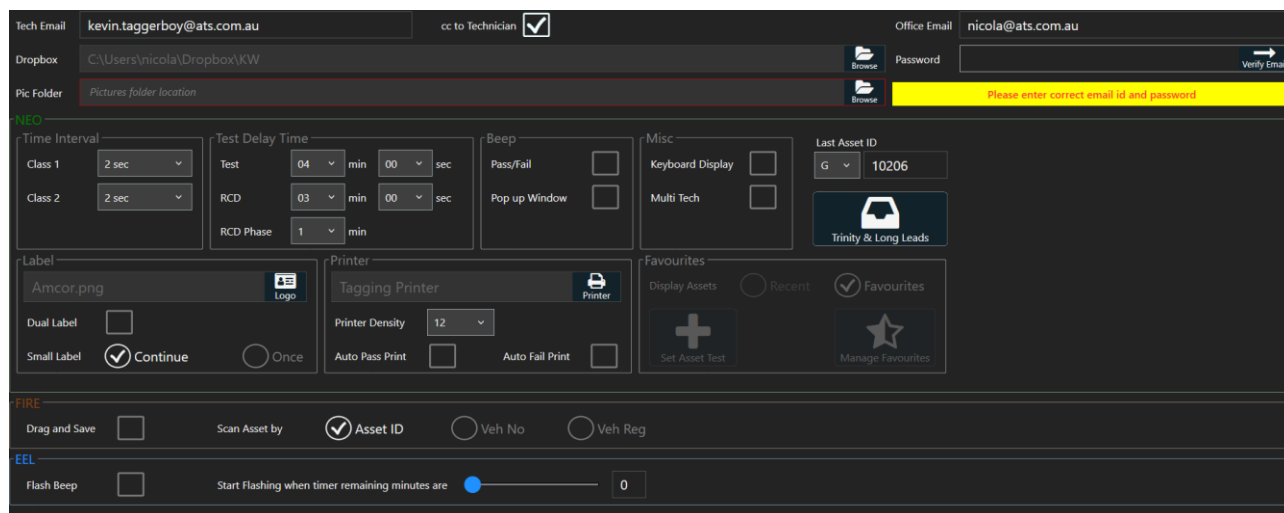 Tech Email kevin.taggerboy@ats.com.au cc to Technician Office Email nicola@ats.com.au
Dropbox C:\Users\nicola\Dropbox\KW Browse Password Verify Emai
Pic Folder Pictures folder location Browse Please enter correct email id and password
NEO
Time Interval Test Delay Time Beep Misc Last Asset ID
Class 1 2 sec Test 04 min 00 sec Pass/Fail Keyboard Display G 10206
Class 2 2 sec RCD 03 min 00 sec Pop up Window Multi Tech
RCD Phase 1 min Trinity & Long Leads
Label Printer Favourites
Amcor.png Logo Tagging Printer Printer Display Assets Recent Favourites
Dual Label Printer Density 12
Small Label Continue Once Auto Pass Print Auto Fail Print Set Asset Test Manage Favourites
FIRE
Drag and Save Scan Asset by Asset ID Veh No Veh Reg
EEL
Flash Beep Start Flashing when timer remaining minutes are 0